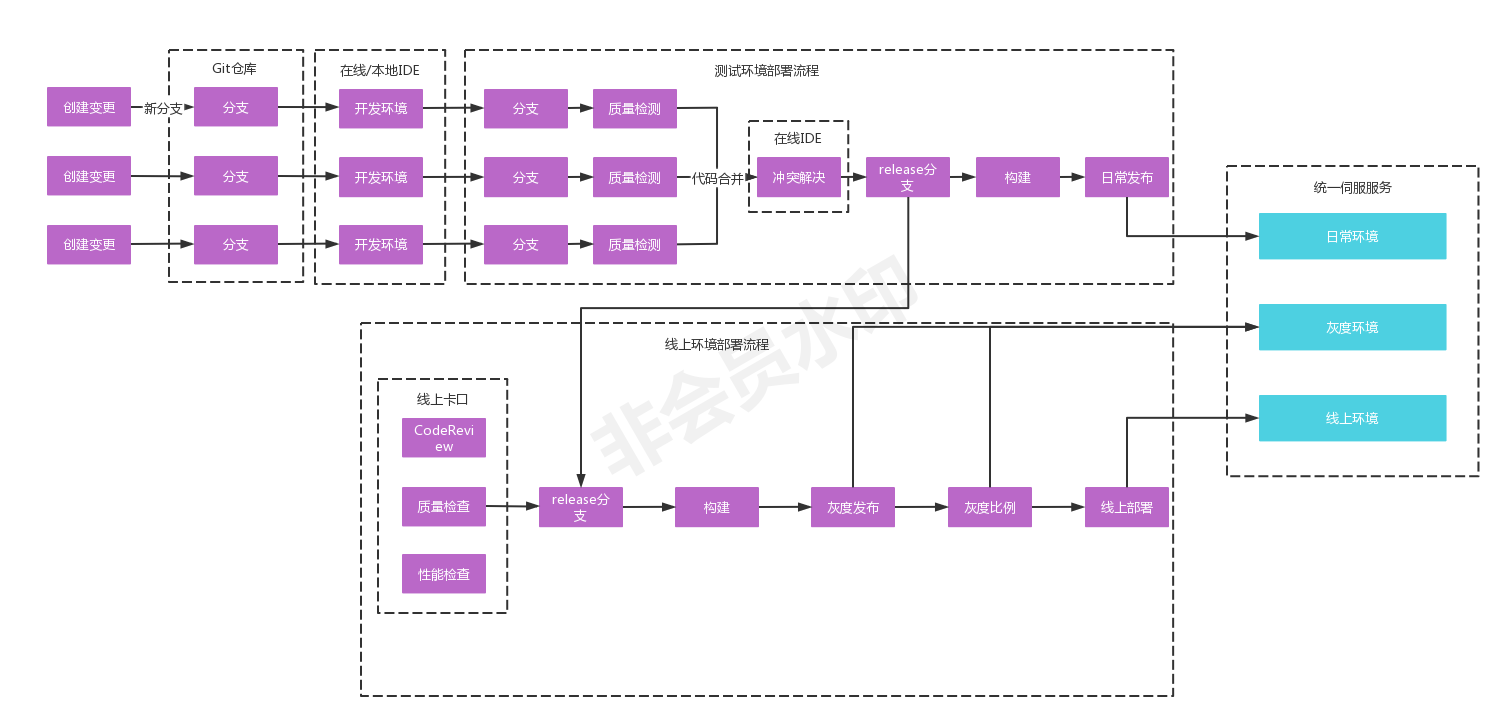 Git仓库
在线/本地IDE
测试环境部署流程
创建变更
新分支
分支
开发环境
分支
质量检测
在线IDE
创建变更
分支
开发环境
分支
质量检测
代码合并
冲突解决
release分
支
构建
日常发布
创建变更
分支
开发环境
分支
质量检测
统一伺服服务
日常环境
灰度环境
线上环境
线上环境部署流程
线上卡口
CodeRevi
ew
质量检查
性能检查
release分
支
构建
灰度发布
灰度比例
线上部署
非会员水印